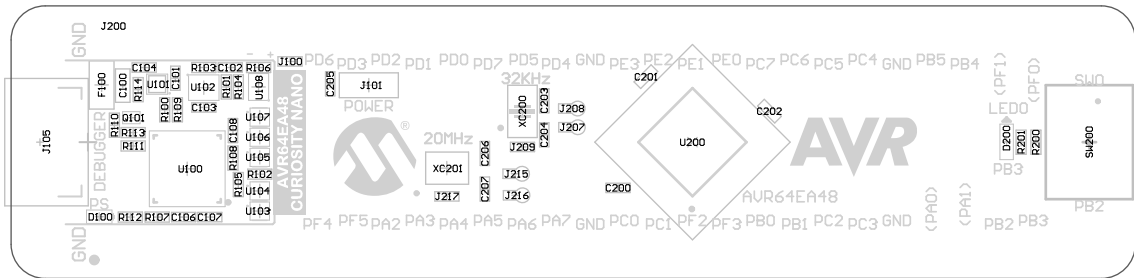 J200
GND
- +
C104 R103 C102 R106 J100 PD6 PD3 PD2 PD1 PD0 PD7 PD5 PD4 GND PE3 PE2 PE1 PE0 PC7 PC6 PC5 PC4 GND PB5 PB4 (PF1) (PF0)
F100 C100 R114 U101 C101 U102 R101 R104 U108 C205 J101 32KHz C201 SW0
R110 Q101 R100 R109 C103 U107 POWER XC200 C203 J208 C202 LED0
J105 DEBUGGER R113 C108 U106 AVR64EA48 CURIOSITY NANO ® 20MHz C204 J207 U200 AVR D200 R201 R200 SW200
R111 U100 R108 U105 C206 J209
R102 XC201 J215 PB3
R105 U104 C207 C200
PS J217 J216 AVR64EA48 (PA0) (PA1) PB2
D100 R112 R107 C106 C107 U103
GND PF4 PF5 PA2 PA3 PA4 PA5 PA6 PA7 GND PC0 PC1 PF2 PF3 PB0 PB1 PC2 PC3 GND PB2 PB3